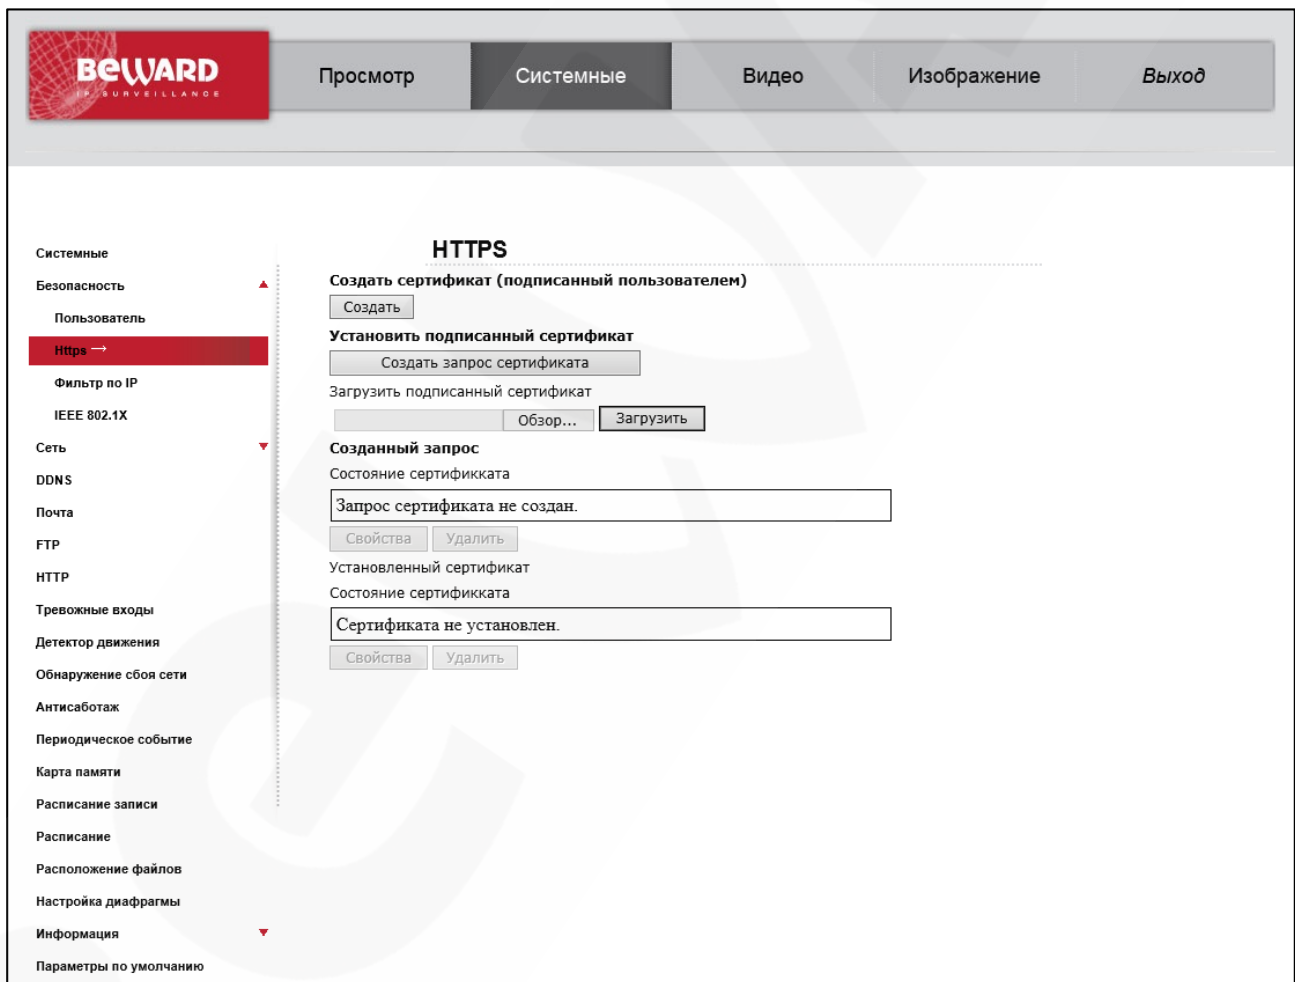 BEWARD
IP SURVEILLANCE
Просмотр
Системные
Видео
Изображение
Выход
Системные
Безопасность
Пользователь
Https →
Фильтр по IP
IEEE 802.1X
Сеть
DDNS
Почта
FTP
HTTP
Тревожные входы
Детектор движения
Обнаружение сбоя сети
Антисаботаж
Периодическое событие
Карта памяти
Расписание записи
Расписание
Расположение файлов
Настройка диафрагмы
Информация
Параметры по умолчанию
HTTPS
Создать сертификат (подписанный пользователем)
Создать
Установить подписанный сертификат
Создать запрос сертификата
Загрузить подписанный сертификат
Обзор... Загрузить
Созданный запрос
Состояние сертификката
Запрос сертификата не создан.
Свойства Удалить
Установленный сертификат
Состояние сертификката
Сертификата не установлен.
Свойства Удалить